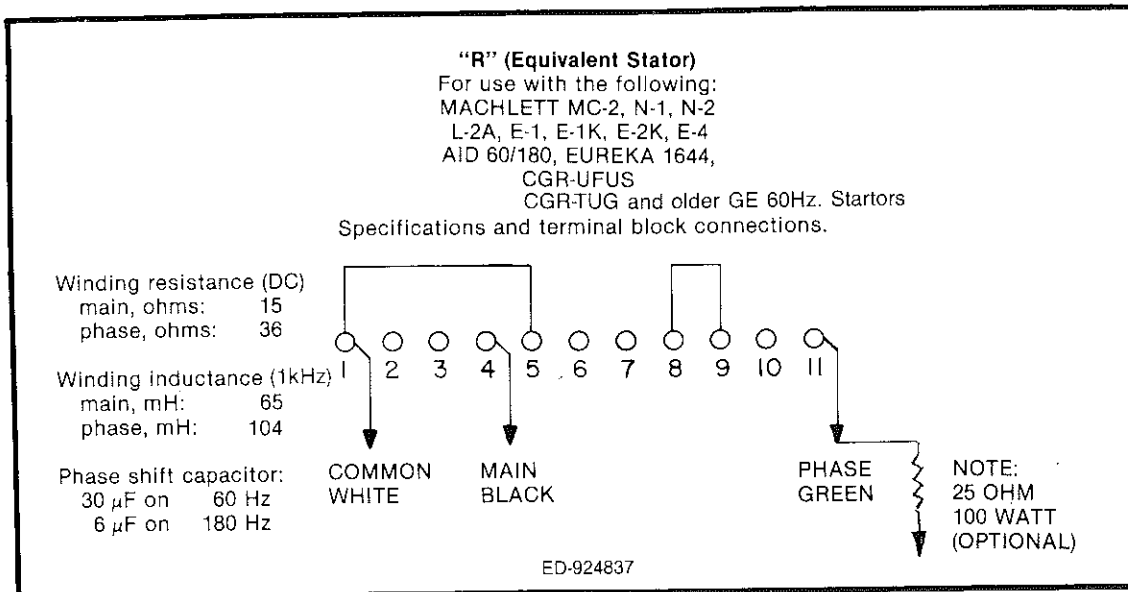 "R" (Equivalent Stator)
For use with the following:
MACHLETT MC-2, N-1, N-2
L-2A, E-1, E-1K, E-2K, E-4
AID 60/180, EUREKA 1644,
CGR-UFUS
CGR-TUG and older GE 60Hz. Startors
Specifications and terminal block connections.
Winding resistance (DC)
main, ohms: 15
phase, ohms: 36
Winding inductance (1kHz)
main, mH: 65
phase, mH: 104
Phase shift capacitor:
30 µF on 60 Hz
6 µF on 180 Hz
1 2 3 4 5 6 7 8 9 10 11
COMMON
WHITE
MAIN
BLACK
PHASE
GREEN
NOTE:
25 OHM
100 WATT
(OPTIONAL)
ED-924837